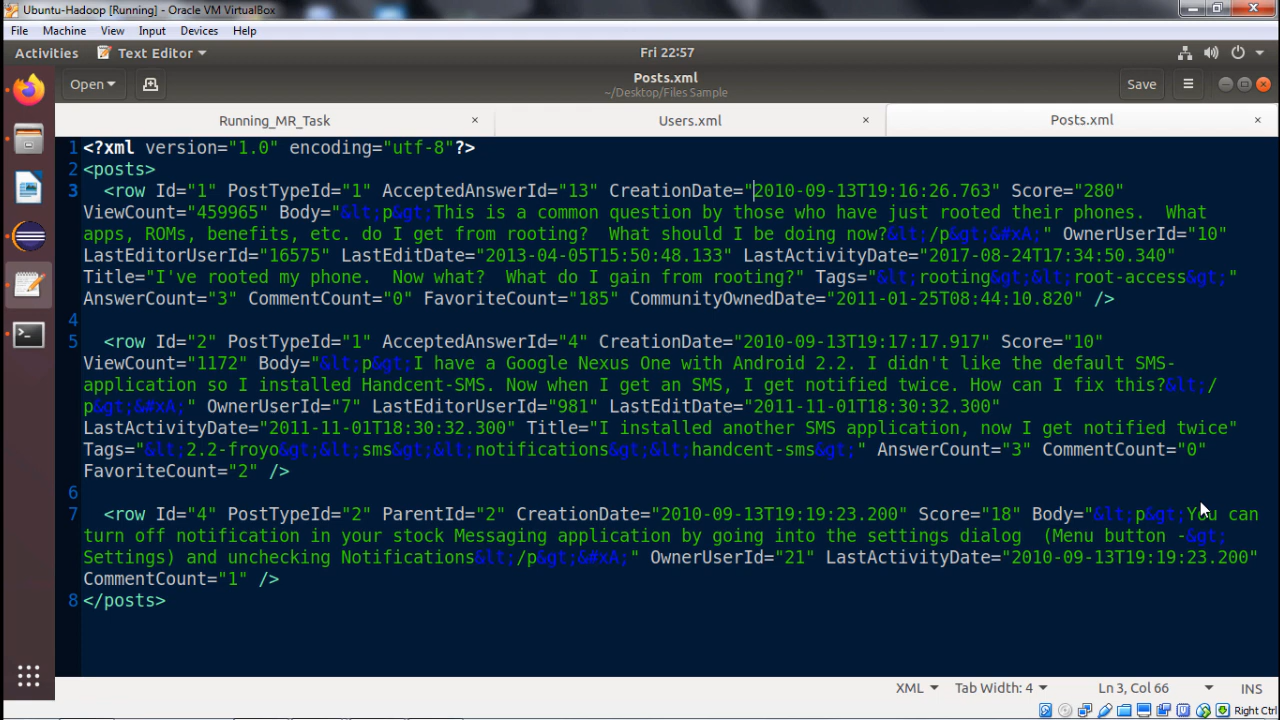 Ubuntu-Hadoop [Running] - Oracle VM VirtualBox
File Machine View Input Devices Help
Activities Text Editor Fri 22:57
Open Posts.xml Save
~/Desktop/Files Sample
Running_MR_Task × Users.xml × Posts.xml ×
1 <?xml version="1.0" encoding="utf-8"?>
2 <posts>
3 <row Id="1" PostTypeId="1" AcceptedAnswerId="13" CreationDate="2010-09-13T19:16:26.763" Score="280"
ViewCount="459965" Body="&lt;p&gt;This is a common question by those who have just rooted their phones.  What
apps, ROMs, benefits, etc. do I get from rooting?  What should I be doing now?&lt;/p&gt;&#xA;" OwnerUserId="10"
LastEditorUserId="16575" LastEditDate="2013-04-05T15:50:48.133" LastActivityDate="2017-08-24T17:34:50.340"
Title="I've rooted my phone.  Now what?  What do I gain from rooting?" Tags="&lt;rooting&gt;&lt;root-access&gt;"
AnswerCount="3" CommentCount="0" FavoriteCount="185" CommunityOwnedDate="2011-01-25T08:44:10.820" />
4
5 <row Id="2" PostTypeId="1" AcceptedAnswerId="4" CreationDate="2010-09-13T19:17:17.917" Score="10"
ViewCount="1172" Body="&lt;p&gt;I have a Google Nexus One with Android 2.2. I didn't like the default SMS-
application so I installed Handcent-SMS. Now when I get an SMS, I get notified twice. How can I fix this?&lt;/
p&gt;&#xA;" OwnerUserId="7" LastEditorUserId="981" LastEditDate="2011-11-01T18:30:32.300"
LastActivityDate="2011-11-01T18:30:32.300" Title="I installed another SMS application, now I get notified twice"
Tags="&lt;2.2-froyo&gt;&lt;sms&gt;&lt;notifications&gt;&lt;handcent-sms&gt;" AnswerCount="3" CommentCount="0"
FavoriteCount="2" />
6
7 <row Id="4" PostTypeId="2" ParentId="2" CreationDate="2010-09-13T19:19:23.200" Score="18" Body="&lt;p&gt;You can
turn off notification in your stock Messaging application by going into the settings dialog  (Menu button -&gt;
Settings) and unchecking Notifications&lt;/p&gt;&#xA;" OwnerUserId="21" LastActivityDate="2010-09-13T19:19:23.200"
CommentCount="1" />
8 </posts>
XML Tab Width: 4 Ln 3, Col 66 INS
Right Ctrl